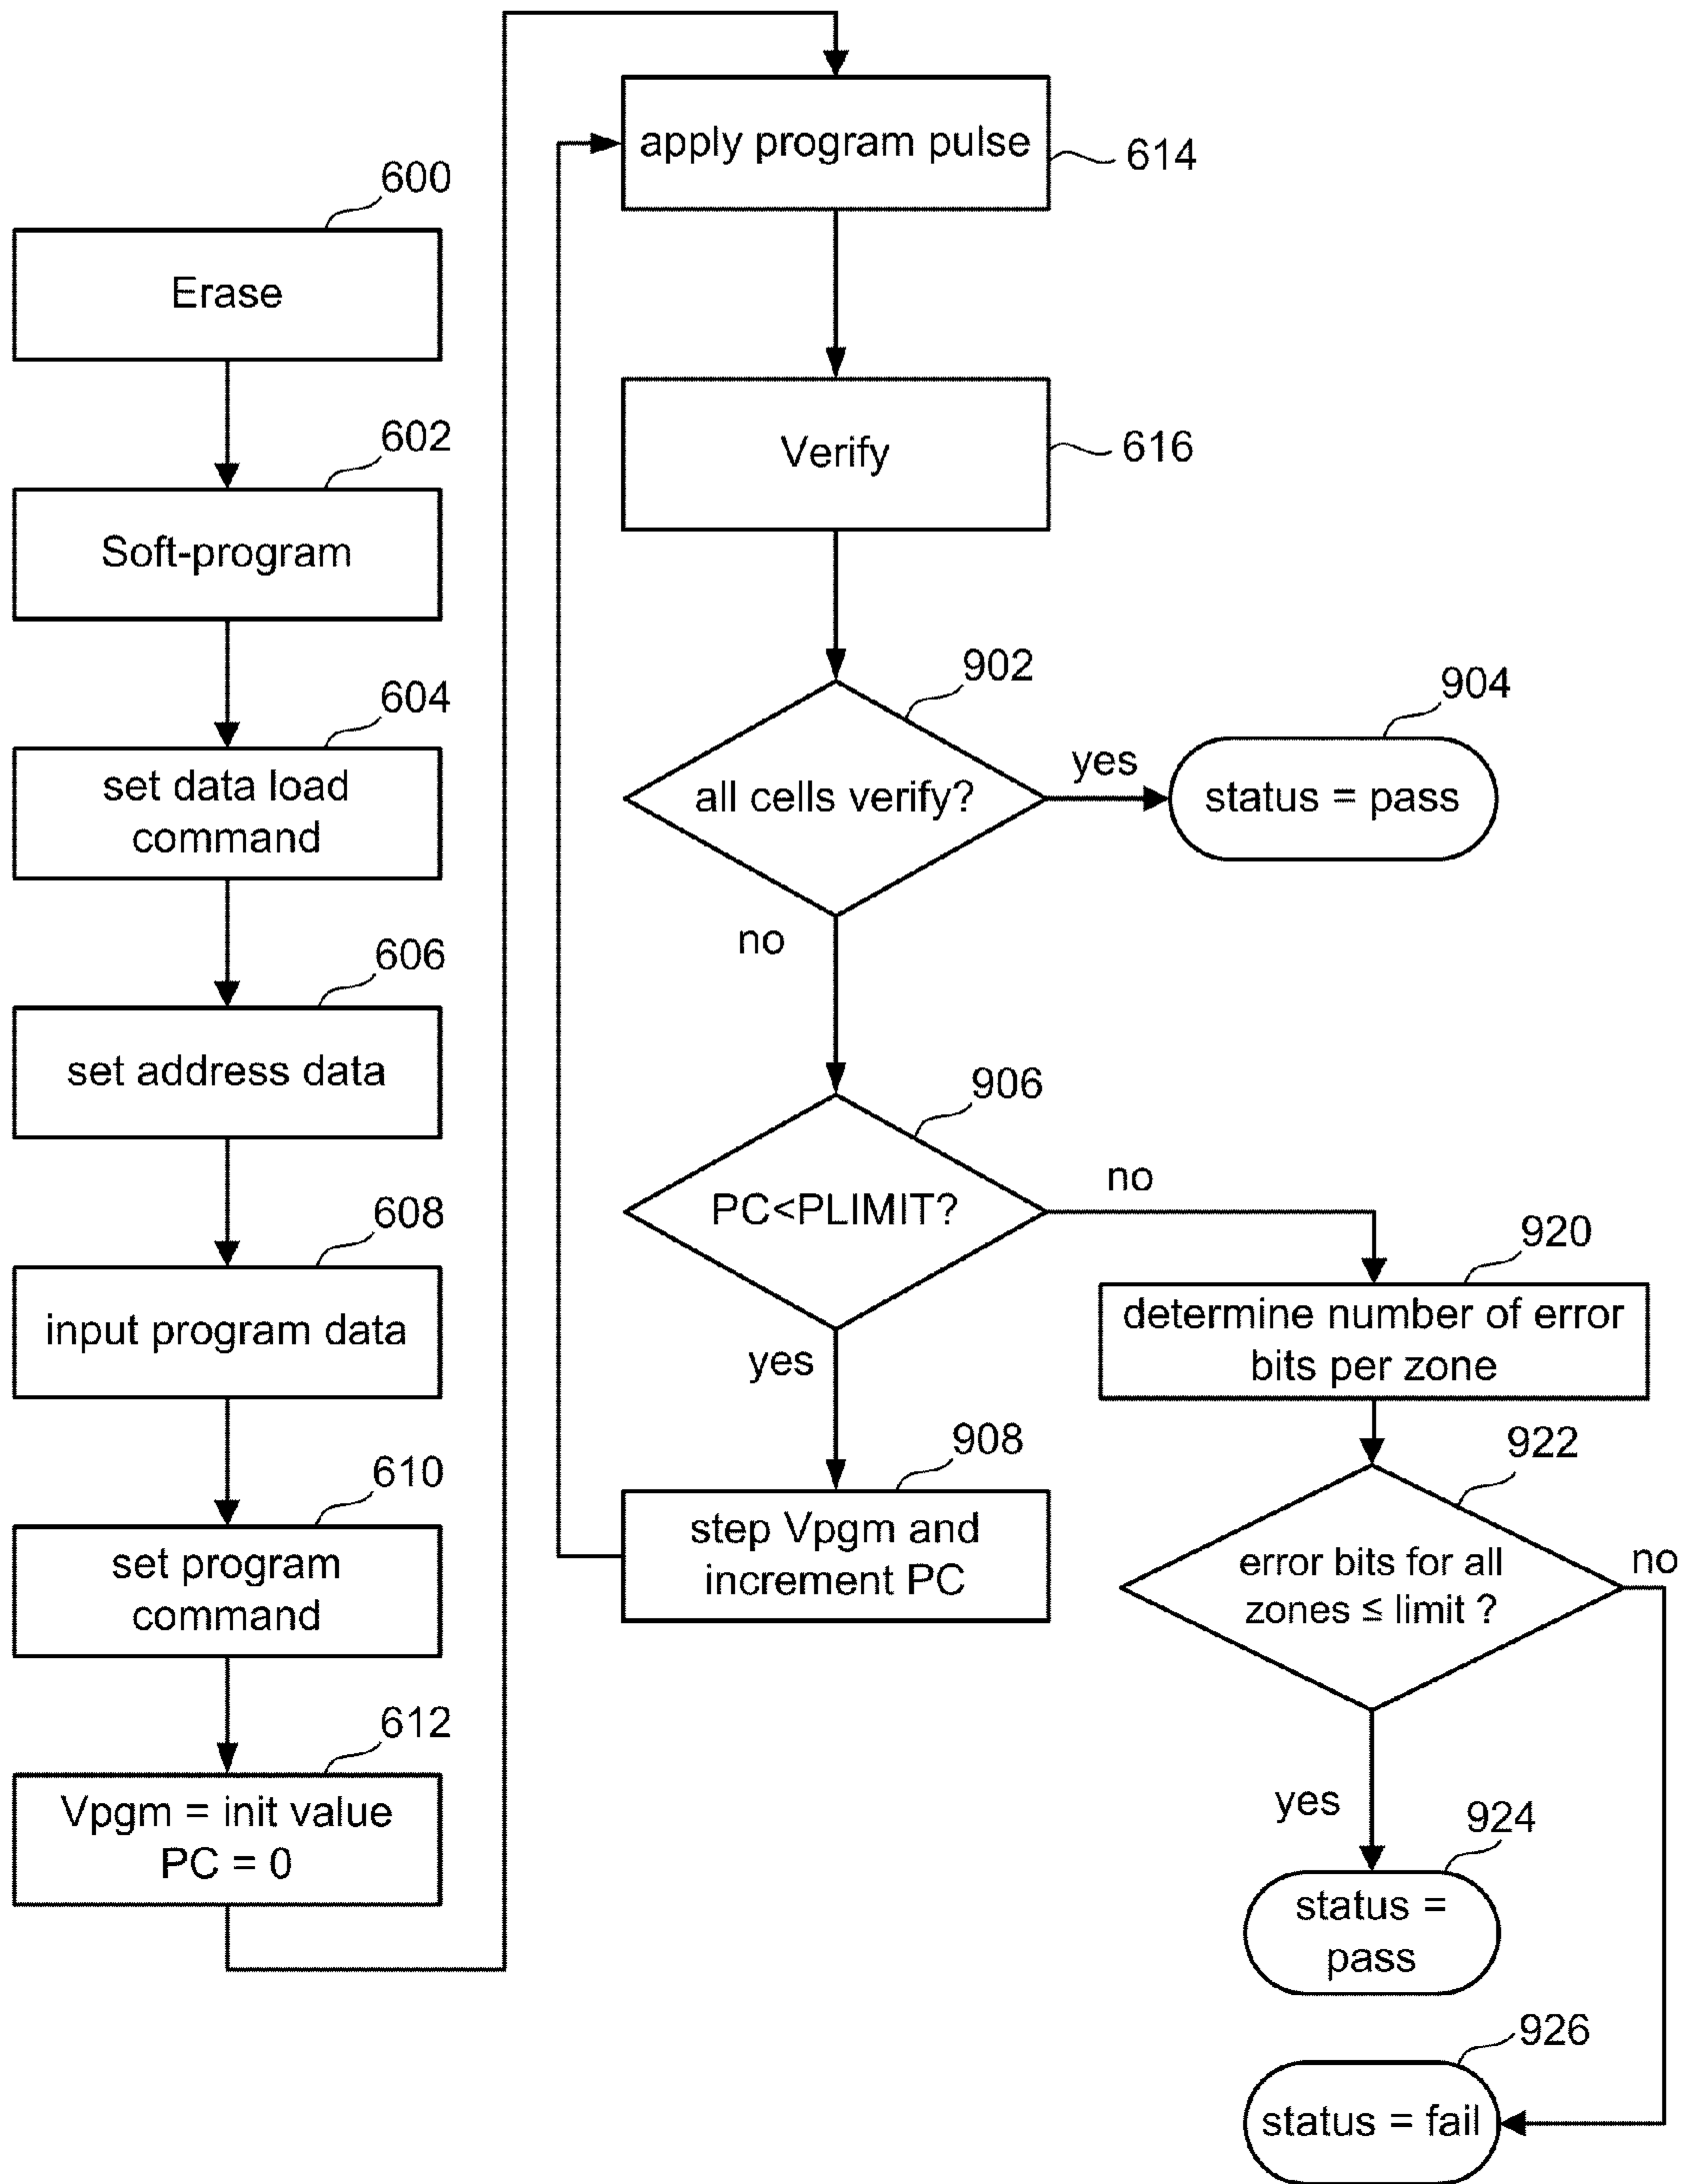 600
Erase
602
Soft-program
604
set data load
command
606
set address data
608
input program data
610
set program
command
612
Vpgm = init value
PC = 0
apply program pulse
614
Verify
616
902
all cells verify?
yes
904
status = pass
no
906
PC<PLIMIT?
no
yes
908
step Vpgm and
increment PC
920
determine number of error
bits per zone
922
error bits for all
zones ≤ limit ?
no
yes
924
status =
pass
926
status = fail